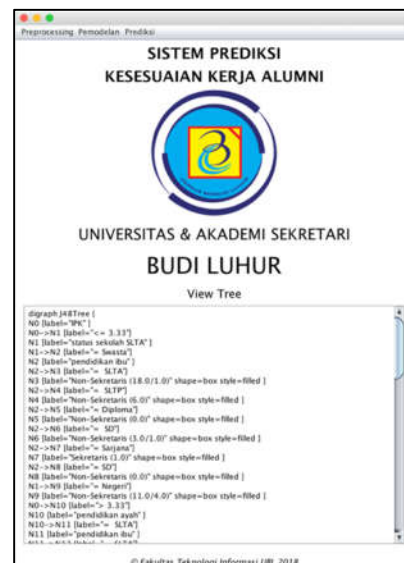 Preprocessing Pemodelan Prediksi
SISTEM PREDIKSI
KESESUAIAN KERJA ALUMNI
UNIVERSITAS & AKADEMI SEKRETARI
BUDI LUHUR
View Tree
digraph J48Tree {
N0 [label="IPK" ]
N0->N1 [label="<= 3.33"]
N1 [label="status sekolah SLTA" ]
N1->N2 [label="= Swasta"]
N2 [label="pendidikan ibu" ]
N2->N3 [label="=  SLTA"]
N3 [label="Non-Sekretaris (18.0/1.0)" shape=box style=filled ]
N2->N4 [label="=  SLTP"]
N4 [label="Non-Sekretaris (6.0)" shape=box style=filled ]
N2->N5 [label="= Diploma"]
N5 [label="Non-Sekretaris (0.0)" shape=box style=filled ]
N2->N6 [label="=  SD"]
N6 [label="Non-Sekretaris (3.0/1.0)" shape=box style=filled ]
N2->N7 [label="= Sarjana"]
N7 [label="Sekretaris (1.0)" shape=box style=filled ]
N2->N8 [label="= SD"]
N8 [label="Non-Sekretaris (0.0)" shape=box style=filled ]
N1->N9 [label="= Negeri"]
N9 [label="Non-Sekretaris (11.0/4.0)" shape=box style=filled ]
N0->N10 [label="> 3.33"]
N10 [label="pendidikan ayah" ]
N10->N11 [label="=  SLTA"]
N11 [label="pendidikan ibu" ]
© Fakultas Teknologi Informasi UBL 2018